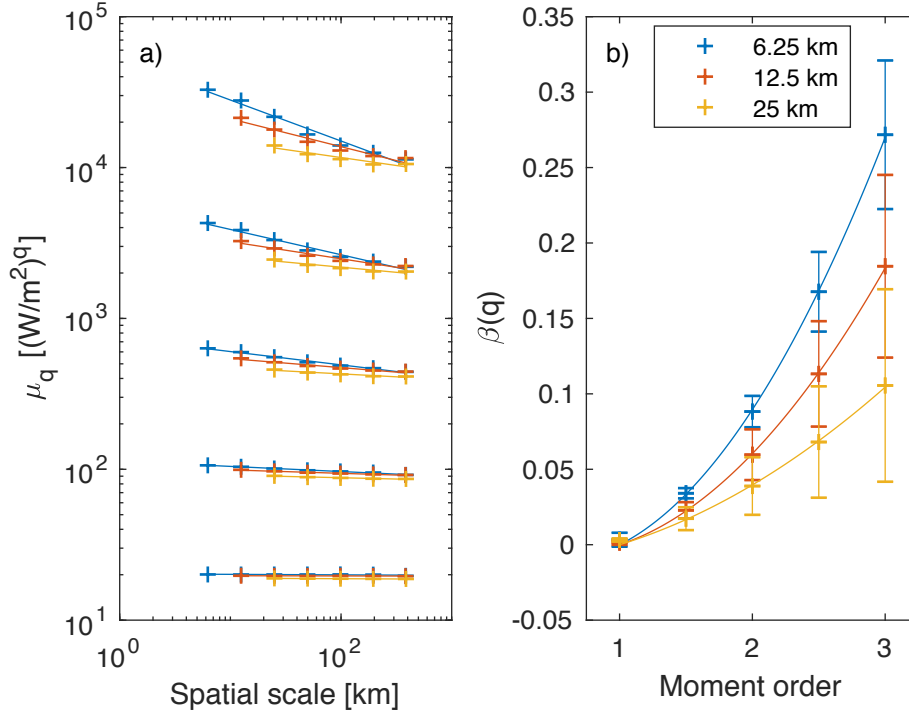 a)
10^5
10^4
10^3
10^2
10^1
μ_q [(W/m^2)^q]
10^0
10^2
Spatial scale [km]
b)
6.25 km
12.5 km
25 km
0.35
0.3
0.25
0.2
0.15
0.1
0.05
0
-0.05
β(q)
1
2
3
Moment order